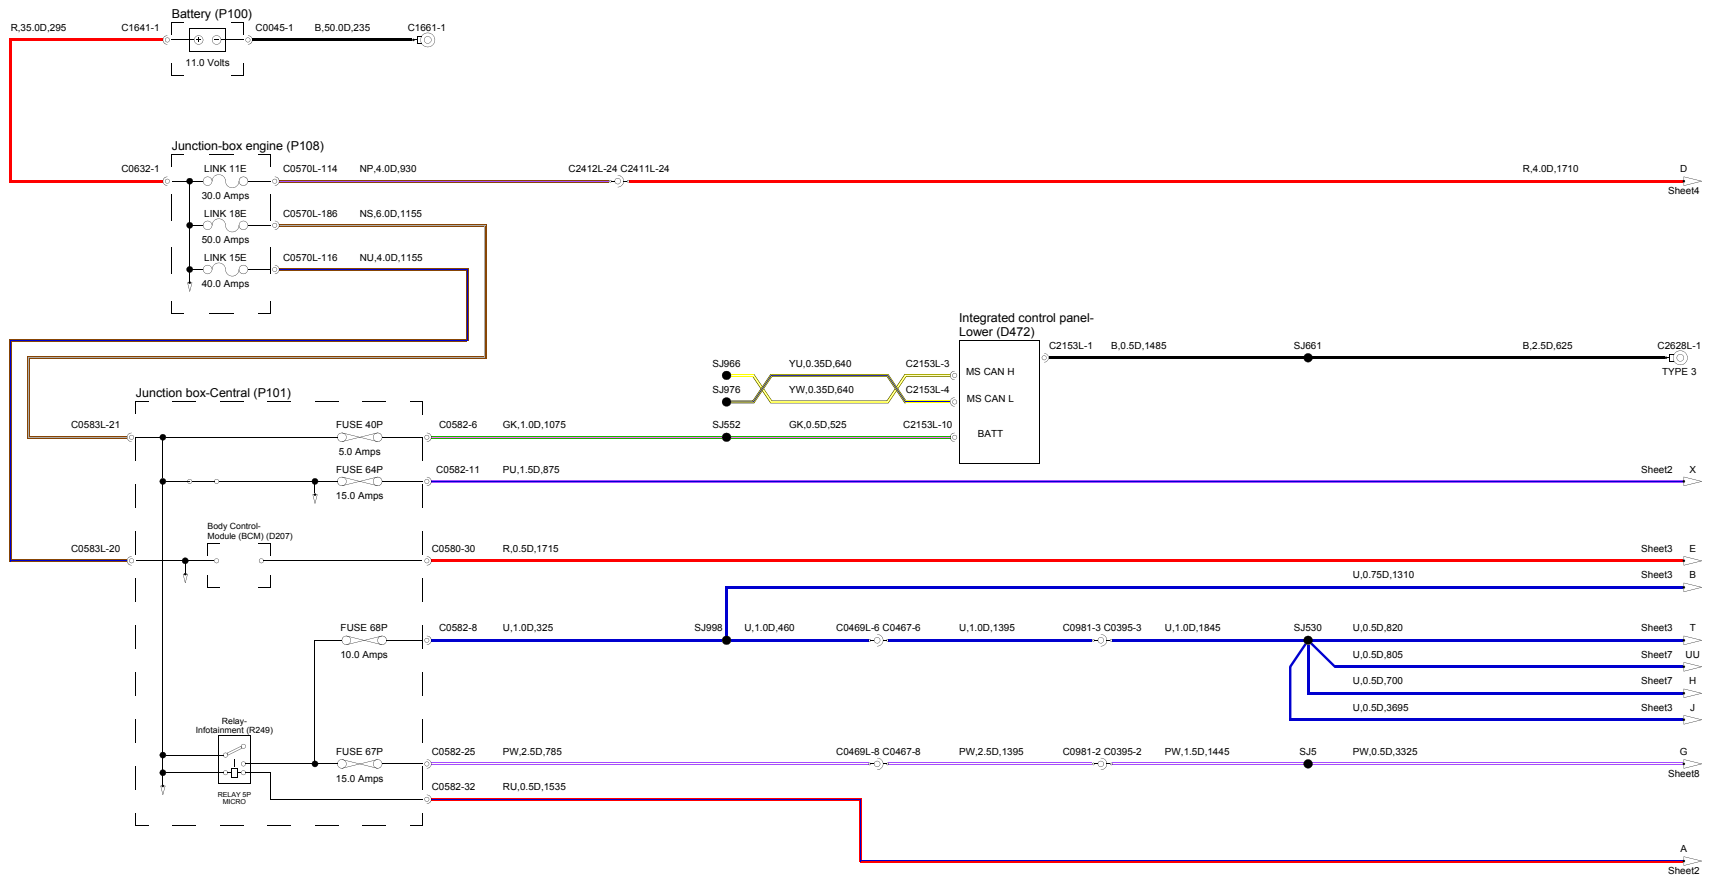 Battery (P100)
R,35.0D,295 C1641-1 C0045-1 B,50.0D,235 C1661-1
11.0 Volts
Junction-box engine (P108)
C0632-1 LINK 11E C0570L-114 NP,4.0D,930 C2412L-24 C2411L-24 R,4.0D,1710 D
30.0 Amps Sheet4
LINK 18E C0570L-186 NS,6.0D,1155
50.0 Amps
LINK 15E C0570L-116 NU,4.0D,1155
40.0 Amps
Integrated control panel-
Lower (D472)
C2153L-1 B,0.5D,1485 SJ661 B,2.5D,625 C2628L-1
TYPE 3
SJ966 YU,0.35D,640 C2153L-3
MS CAN H
SJ976 YW,0.35D,640 C2153L-4
MS CAN L
Junction box-Central (P101)
C0583L-21 FUSE 40P C0582-6 GK,1.0D,1075 SJ552 GK,0.5D,525 C2153L-10
BATT
5.0 Amps
FUSE 64P C0582-11 PU,1.5D,875 Sheet2 X
15.0 Amps
Body Control-
Module (BCM) (D207)
C0583L-20 C0580-30 R,0.5D,1715 Sheet3 E
U,0.75D,1310 Sheet3 B
FUSE 68P C0582-8 U,1.0D,325 SJ998 U,1.0D,460 C0469L-6 C0467-6 U,1.0D,1395 C0981-3 C0395-3 U,1.0D,1845 SJ530 U,0.5D,820 Sheet3 T
10.0 Amps
U,0.5D,805 Sheet7 UU
U,0.5D,700 Sheet7 H
U,0.5D,3695 Sheet3 J
Relay-
Infotainment (R249)
FUSE 67P C0582-25 PW,2.5D,785 C0469L-8 C0467-8 PW,2.5D,1395 C0981-2 C0395-2 PW,1.5D,1445 SJ5 PW,0.5D,3325 G
15.0 Amps Sheet8
C0582-32 RU,0.5D,1535
RELAY 5P
MICRO
A
Sheet2